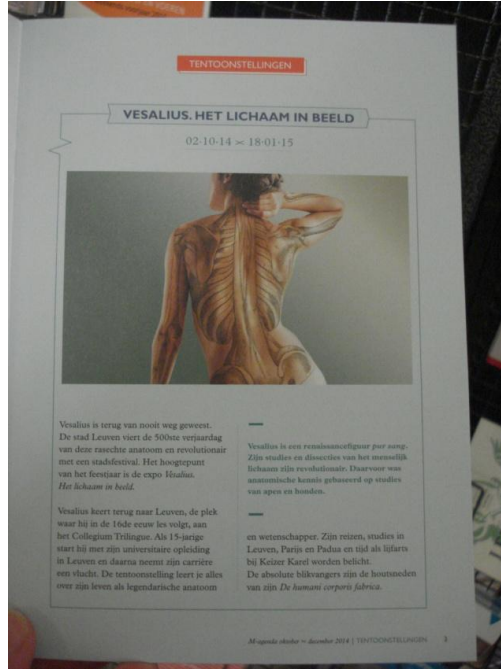 TENTOONSTELLINGEN
VESALIUS. HET LICHAAM IN BEELD
02-10-14 >< 18-01-15
Vesalius is terug van nooit weg geweest.
De stad Leuven viert de 500ste verjaardag
van deze rasechte anatoom en revolutionair
met een stadsfestival. Het hoogtepunt
van het feestjaar is de expo Vesalius.
Het lichaam in beeld.
Vesalius keert terug naar Leuven, de plek
waar hij in de 16de eeuw les volgt, aan
het Collegium Trilingue. Als 15-jarige
start hij met zijn universitaire opleiding
in Leuven en daarna neemt zijn carrière
een vlucht. De tentoonstelling leert je alles
over zijn leven als legendarische anatoom
Vesalius is een renaissancefiguur pur sang.
Zijn studies en dissecties van het menselijk
lichaam zijn revolutionair. Daarvoor was
anatomische kennis gebaseerd op studies
van apen en honden.
en wetenschapper. Zijn reizen, studies in
Leuven, Parijs en Padua en tijd als lijfarts
bij Keizer Karel worden belicht.
De absolute blikvangers zijn de houtsneden
van zijn De humani corporis fabrica.
M-agenda oktober >< december 2014 | TENTOONSTELLINGEN 3